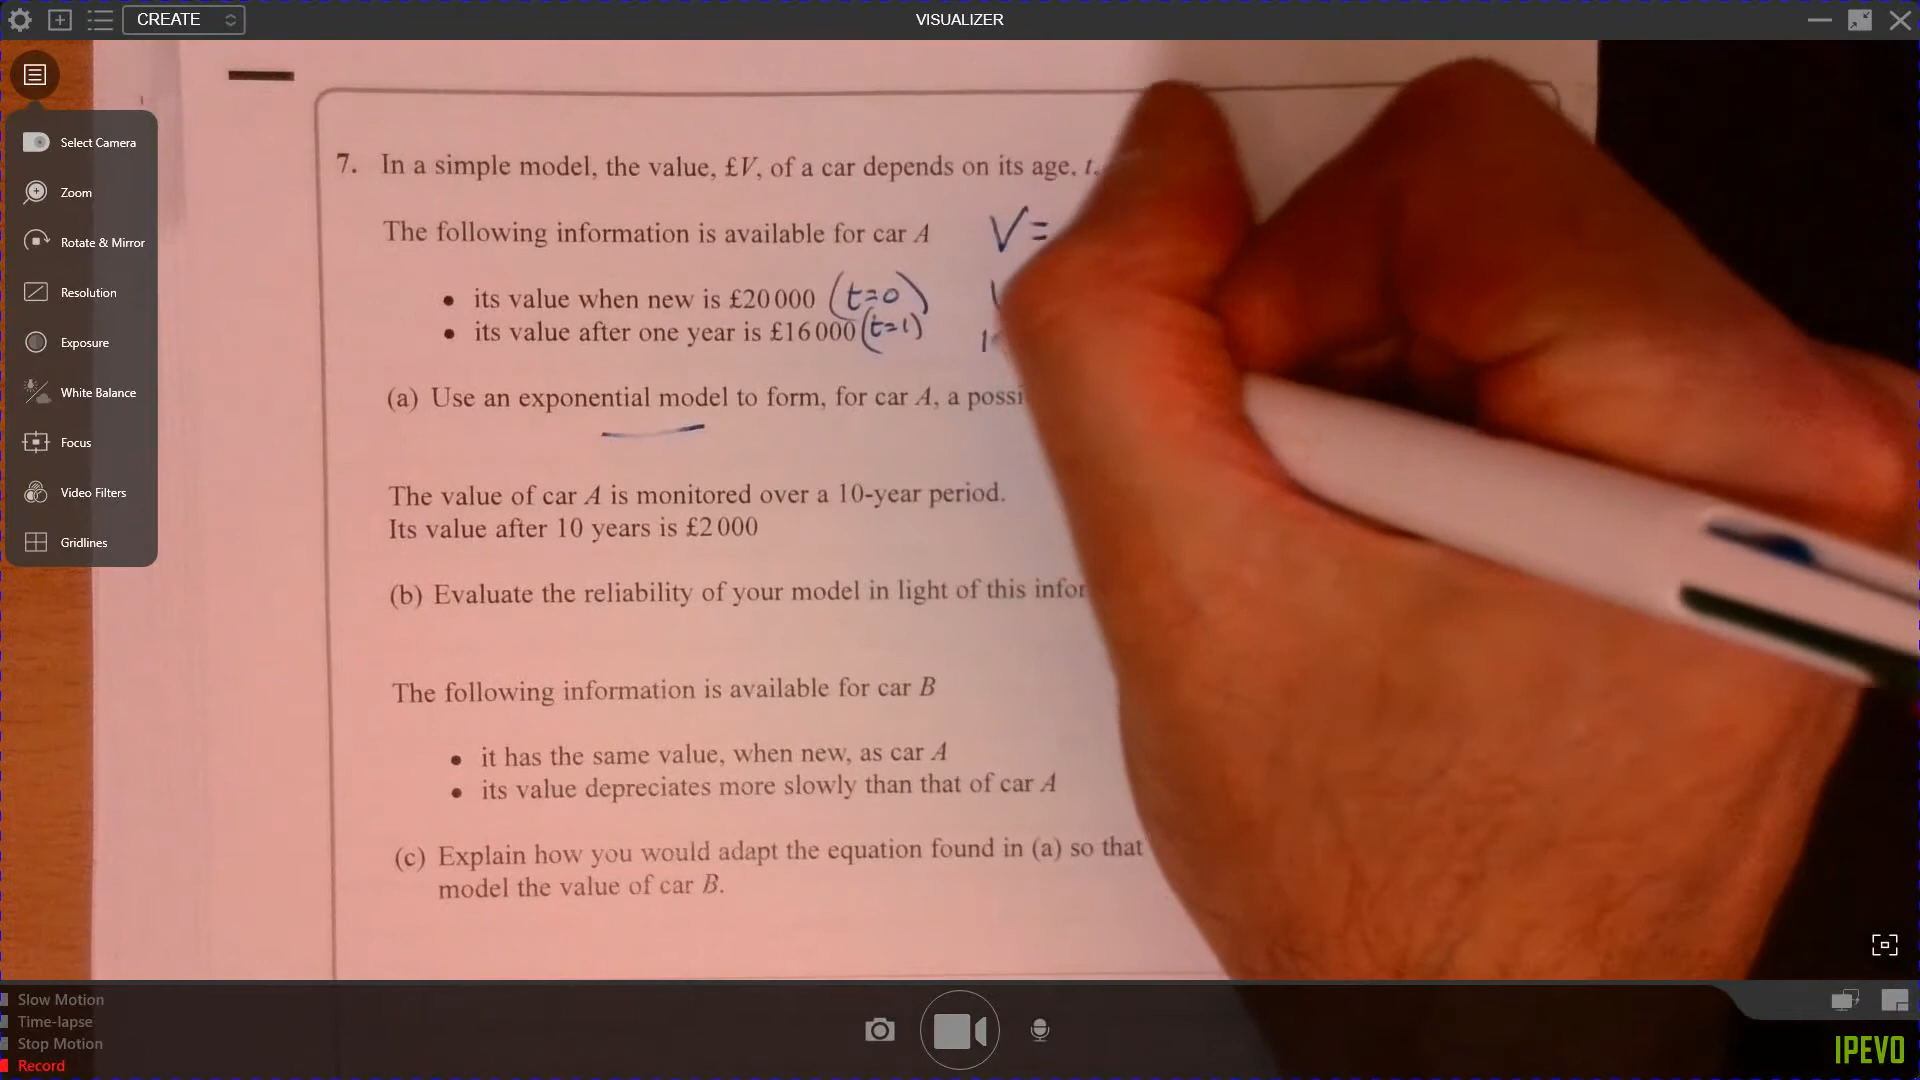 CREATE
VISUALIZER
Select Camera
Zoom
Rotate & Mirror
Resolution
Exposure
White Balance
Focus
Video Filters
Gridlines
7. In a simple model, the value, £V, of a car depends on its age, t,
The following information is available for car A V=
• its value when new is £20 000 (t=0)
• its value after one year is £16 000 (t=1)
(a) Use an exponential model to form, for car A, a possi
The value of car A is monitored over a 10-year period.
Its value after 10 years is £2 000
(b) Evaluate the reliability of your model in light of this infor
The following information is available for car B
• it has the same value, when new, as car A
• its value depreciates more slowly than that of car A
(c) Explain how you would adapt the equation found in (a) so that
model the value of car B.
Slow Motion
Time-lapse
Stop Motion
Record
IPEVO